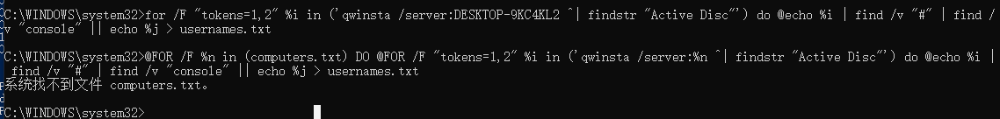 C:\WINDOWS\system32>for /F "tokens=1,2" %i in ('qwinsta /server:DESKTOP-9KC4KL2 ^| findstr "Active Disc"') do @echo %i | find /v "#" | find /
v "console" || echo %j > usernames.txt
C:\WINDOWS\system32>@FOR /F %n in (computers.txt) DO @FOR /F "tokens=1,2" %i in ('qwinsta /server:%n ^| findstr "Active Disc"') do @echo %i |
find /v "#" | find /v "console" || echo %j > usernames.txt
系统找不到文件 computers.txt。
C:\WINDOWS\system32>